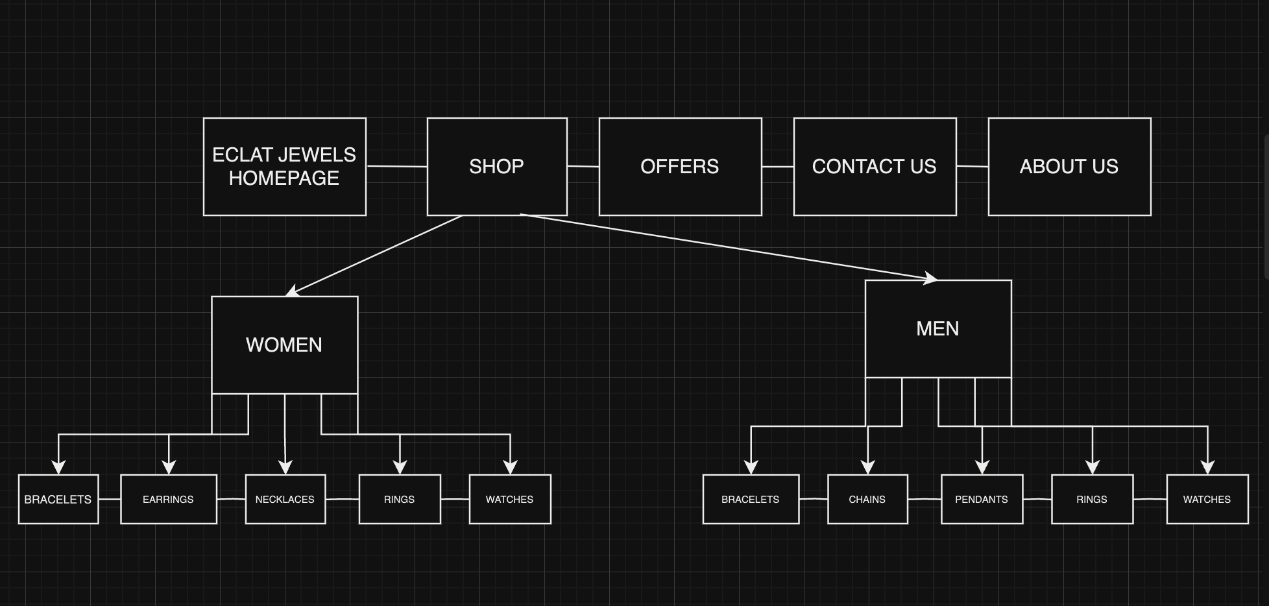 ECLAT JEWELS
HOMEPAGE
SHOP
OFFERS
CONTACT US
ABOUT US
WOMEN
MEN
BRACELETS
EARRINGS
NECKLACES
RINGS
WATCHES
BRACELETS
CHAINS
PENDANTS
RINGS
WATCHES